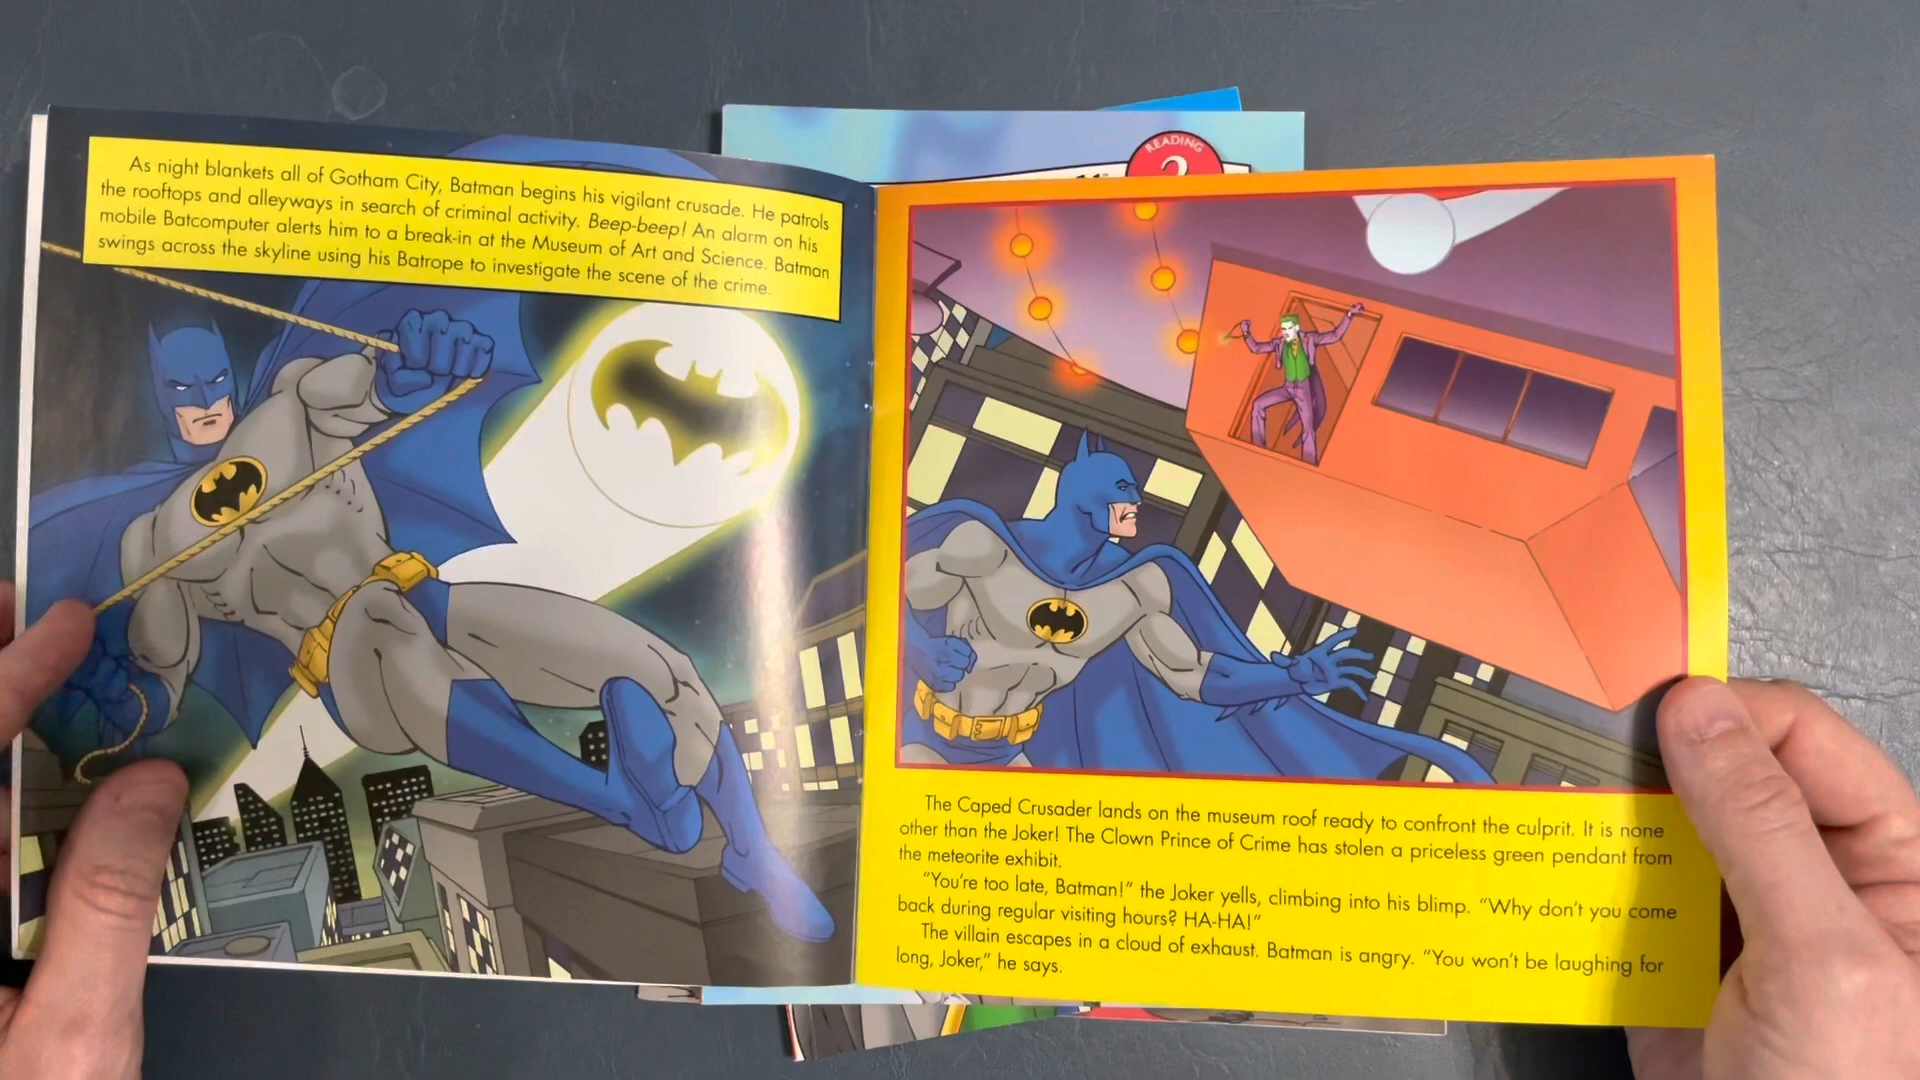 As night blankets all of Gotham City, Batman begins his vigilant crusade. He patrols
the rooftops and alleyways in search of criminal activity. Beep-beep! An alarm on his
mobile Batcomputer alerts him to a break-in at the Museum of Art and Science. Batman
swings across the skyline using his Batrope to investigate the scene of the crime.
READING
2
The Caped Crusader lands on the museum roof ready to confront the culprit. It is none
other than the Joker! The Clown Prince of Crime has stolen a priceless green pendant from
the meteorite exhibit.
“You’re too late, Batman!” the Joker yells, climbing into his blimp. “Why don’t you come
back during regular visiting hours? HA-HA!”
The villain escapes in a cloud of exhaust. Batman is angry. “You won’t be laughing for
long, Joker,” he says.